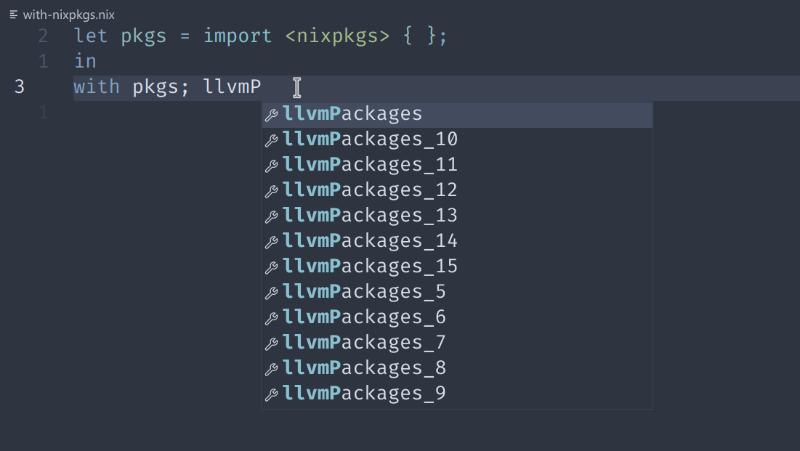 with-nixpkgs.nix
2 let pkgs = import <nixpkgs> { };
1 in
3 with pkgs; llvmP
1
llvmPackages
llvmPackages_10
llvmPackages_11
llvmPackages_12
llvmPackages_13
llvmPackages_14
llvmPackages_15
llvmPackages_5
llvmPackages_6
llvmPackages_7
llvmPackages_8
llvmPackages_9